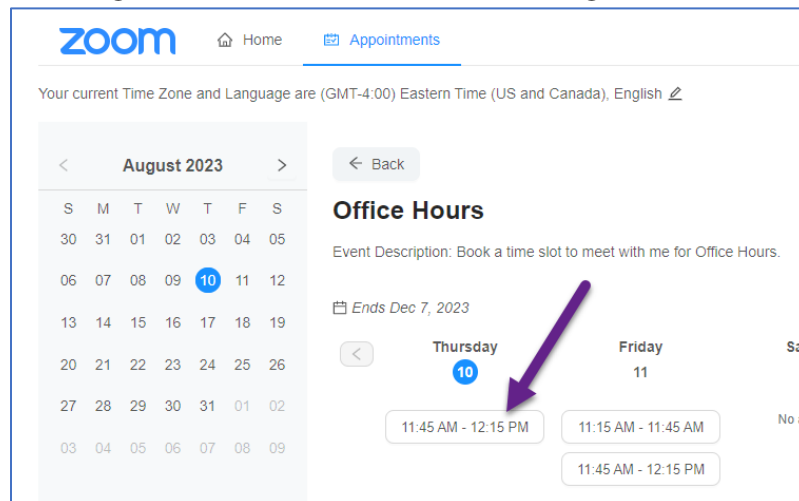 zoom Home Appointments
Your current Time Zone and Language are (GMT-4:00) Eastern Time (US and Canada), English
< August 2023 >
S M T W T F S
30 31 01 02 03 04 05
06 07 08 09 10 11 12
13 14 15 16 17 18 19
20 21 22 23 24 25 26
27 28 29 30 31 01 02
03 04 05 06 07 08 09
Back
Office Hours
Event Description: Book a time slot to meet with me for Office Hours.
Ends Dec 7, 2023
Thursday Friday Sa
10 11
11:45 AM - 12:15 PM 11:15 AM - 11:45 AM No
11:45 AM - 12:15 PM